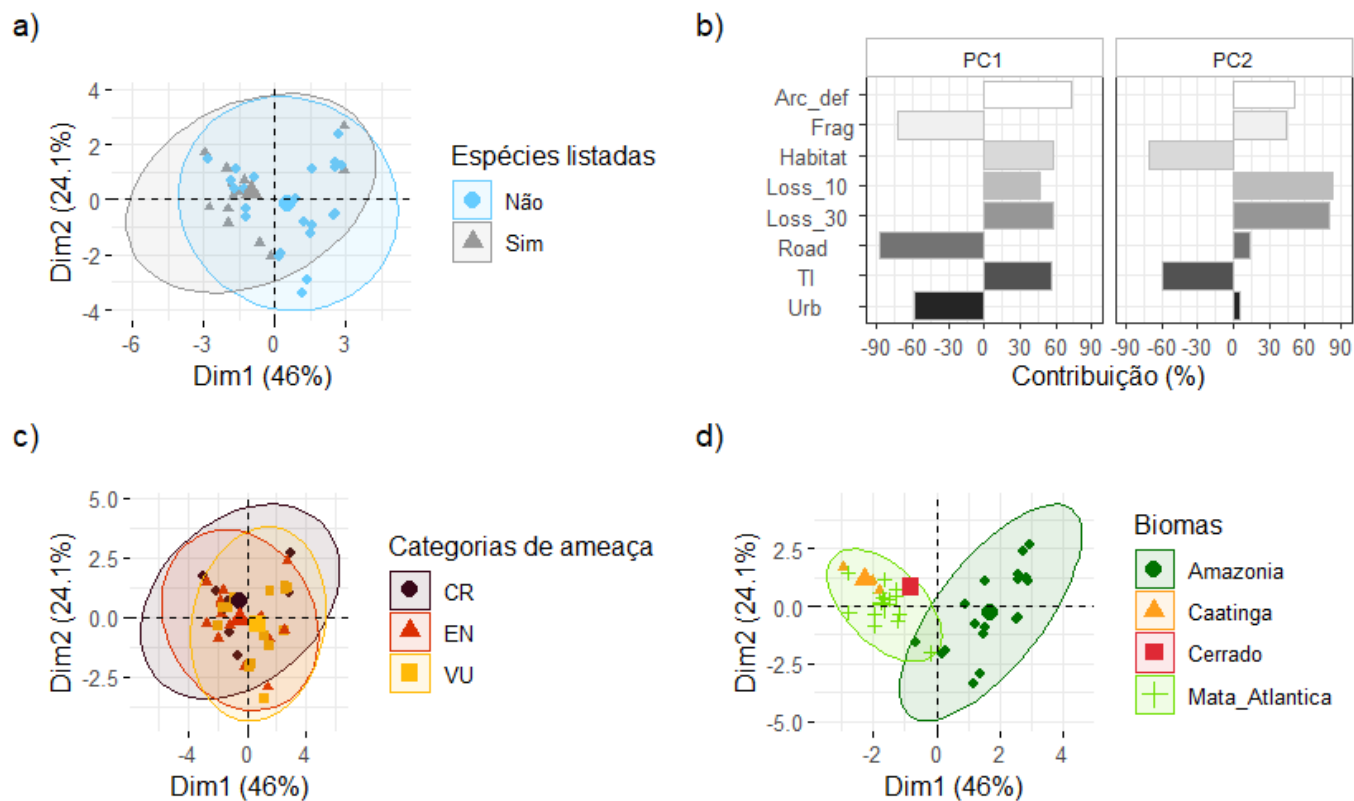 a)
4
2
0
-2
-4
Dim2 (24.1%)
-6
-3
0
3
Dim1 (46%)
Espécies listadas
Não
Sim
b)
PC1
PC2
Arc_def
Frag
Habitat
Loss_10
Loss_30
Road
TI
Urb
-90 -60 -30 0 30 60 90
-90 -60 -30 0 30 60 90
Contribuição (%)
c)
5.0
2.5
0.0
-2.5
Dim2 (24.1%)
-4
0
4
Dim1 (46%)
Categorias de ameaça
CR
EN
VU
d)
2.5
0.0
-2.5
-5.0
Dim2 (24.1%)
-2
0
2
4
Dim1 (46%)
Biomas
Amazonia
Caatinga
Cerrado
Mata_Atlantica